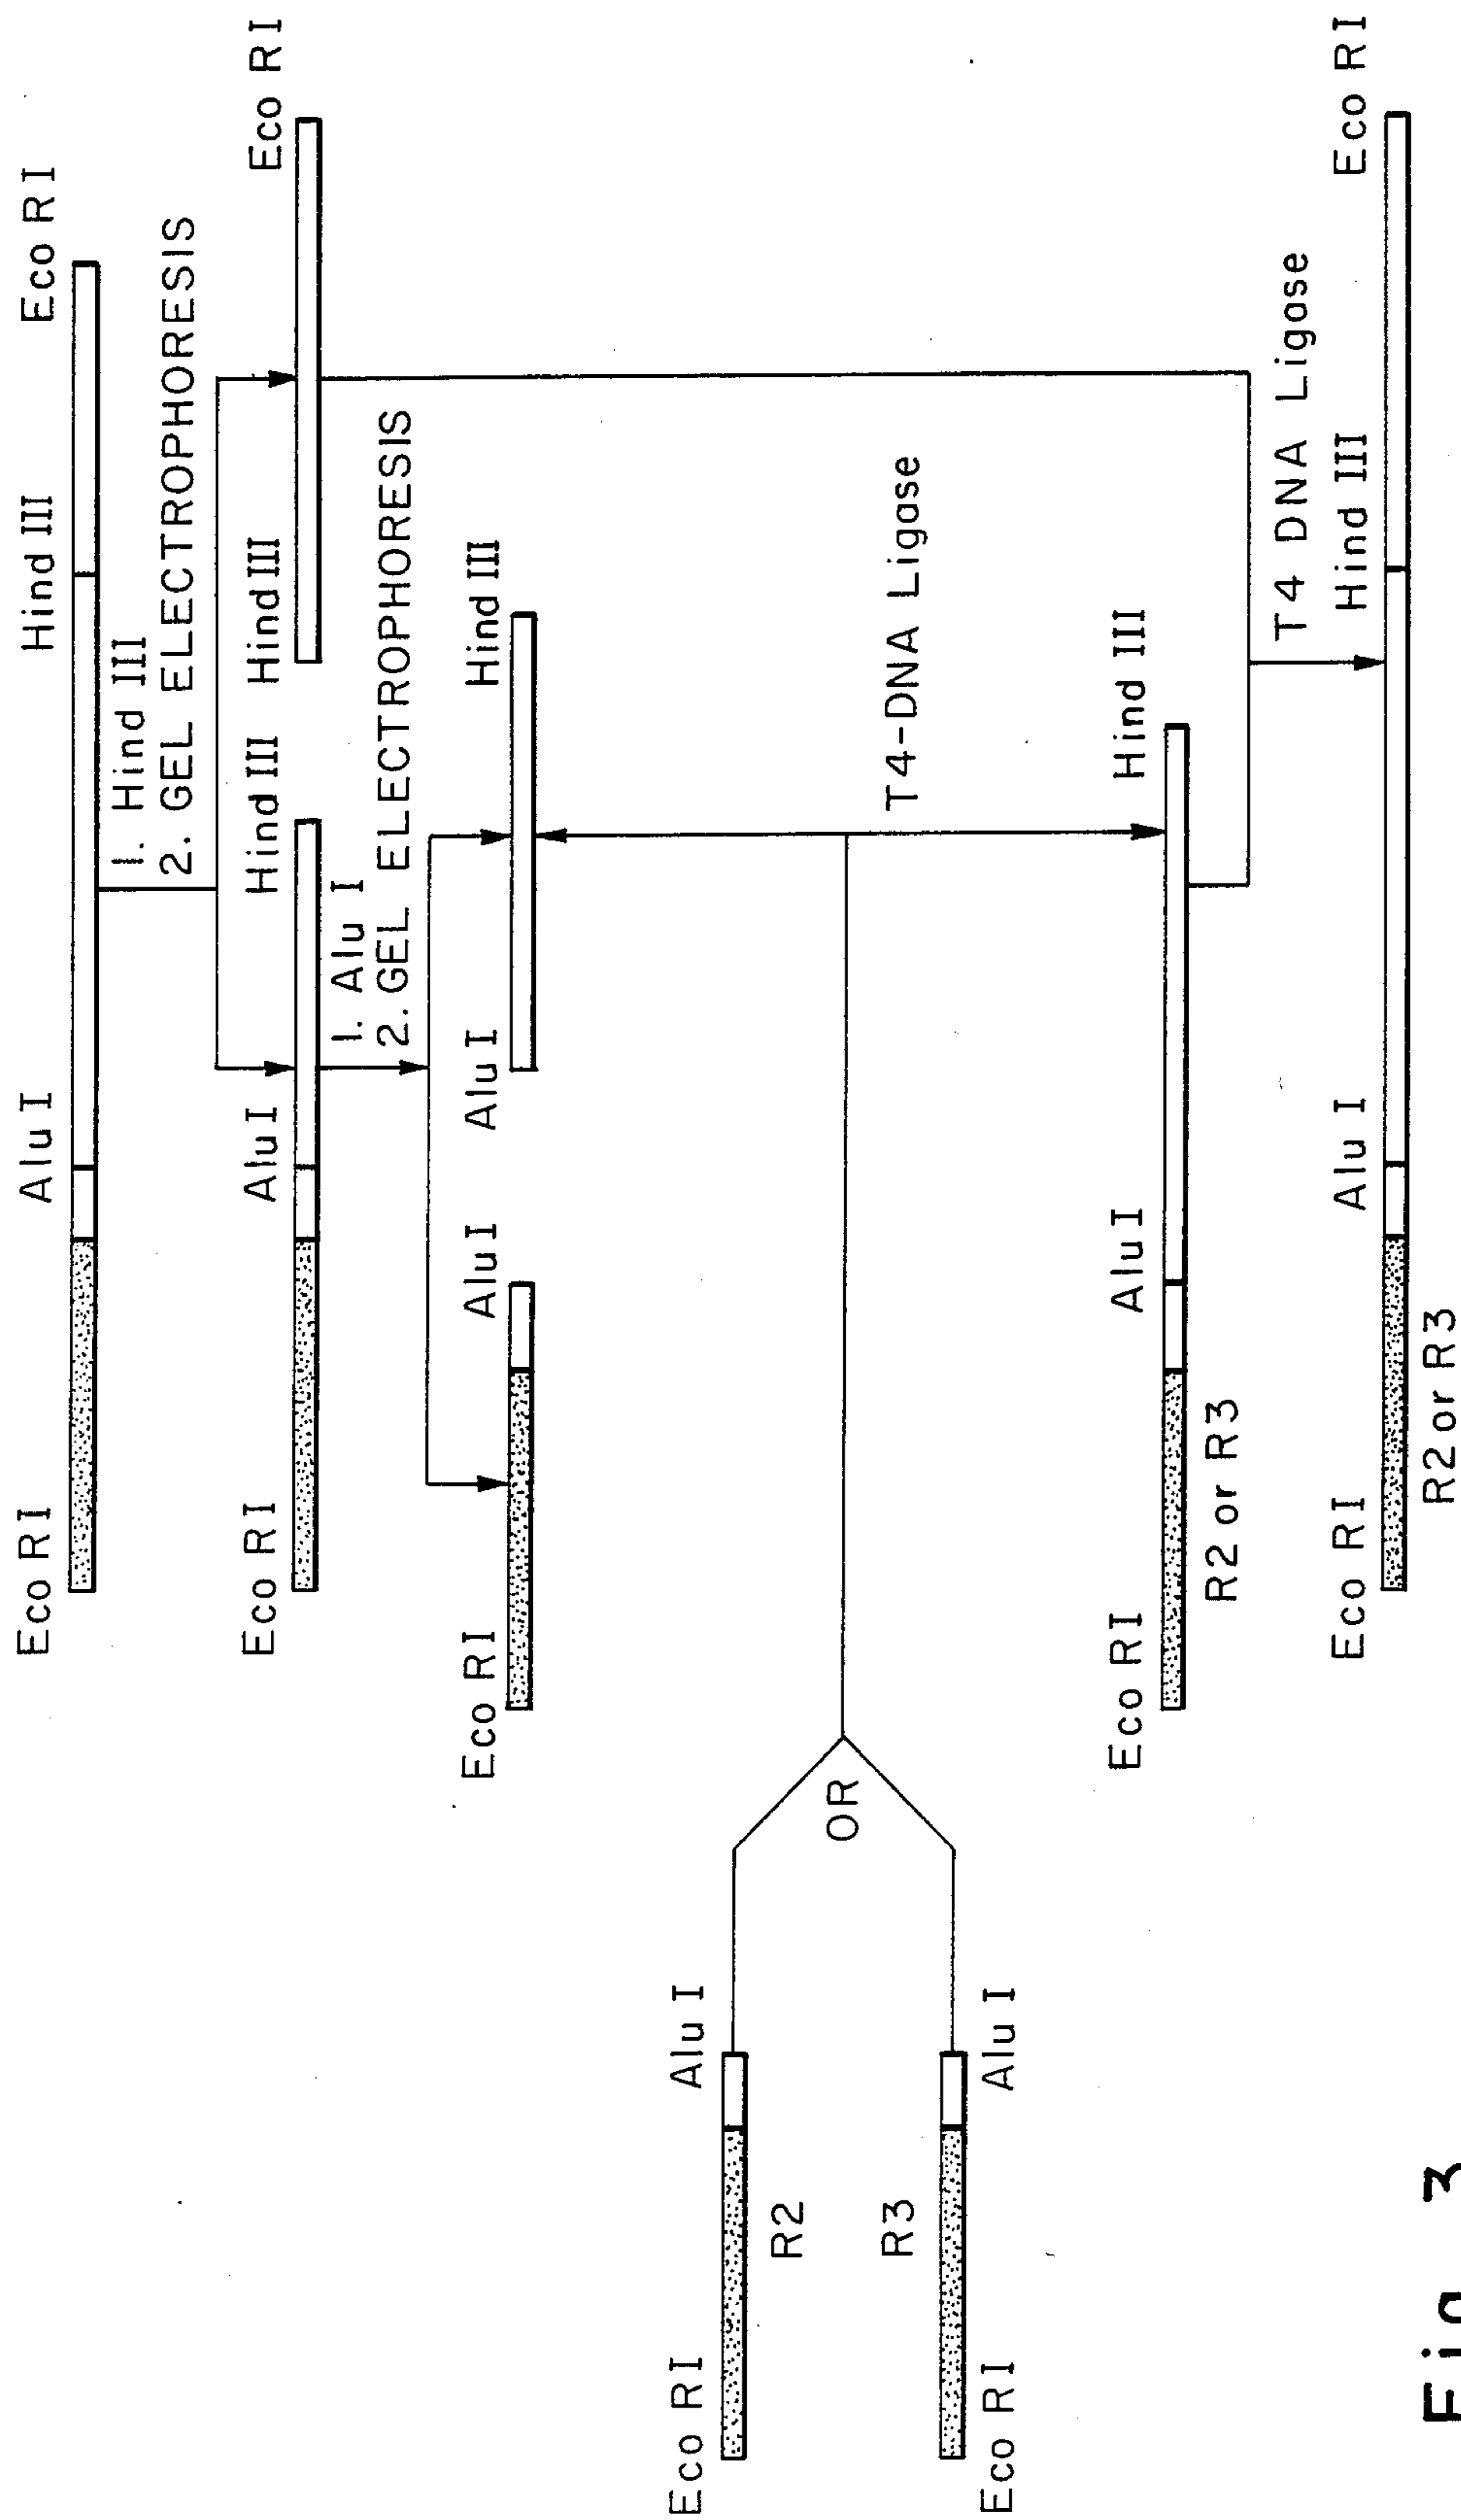 Eco RI Alu I Hind III Eco RI
1. Hind III
2. GEL ELECTROPHORESIS
Eco RI Alu I Hind III Hind III Eco RI
1. Alu I
2. GEL ELECTROPHORESIS
Eco RI Alu I Alu I Hind III
Eco RI Alu I
R2
OR
T4-DNA Ligase
R3
Eco RI Alu I
Eco RI Alu I Hind III
R2 or R3
T4 DNA Ligase
Eco RI Alu I Hind III Eco RI
R2 or R3
Fig. 3